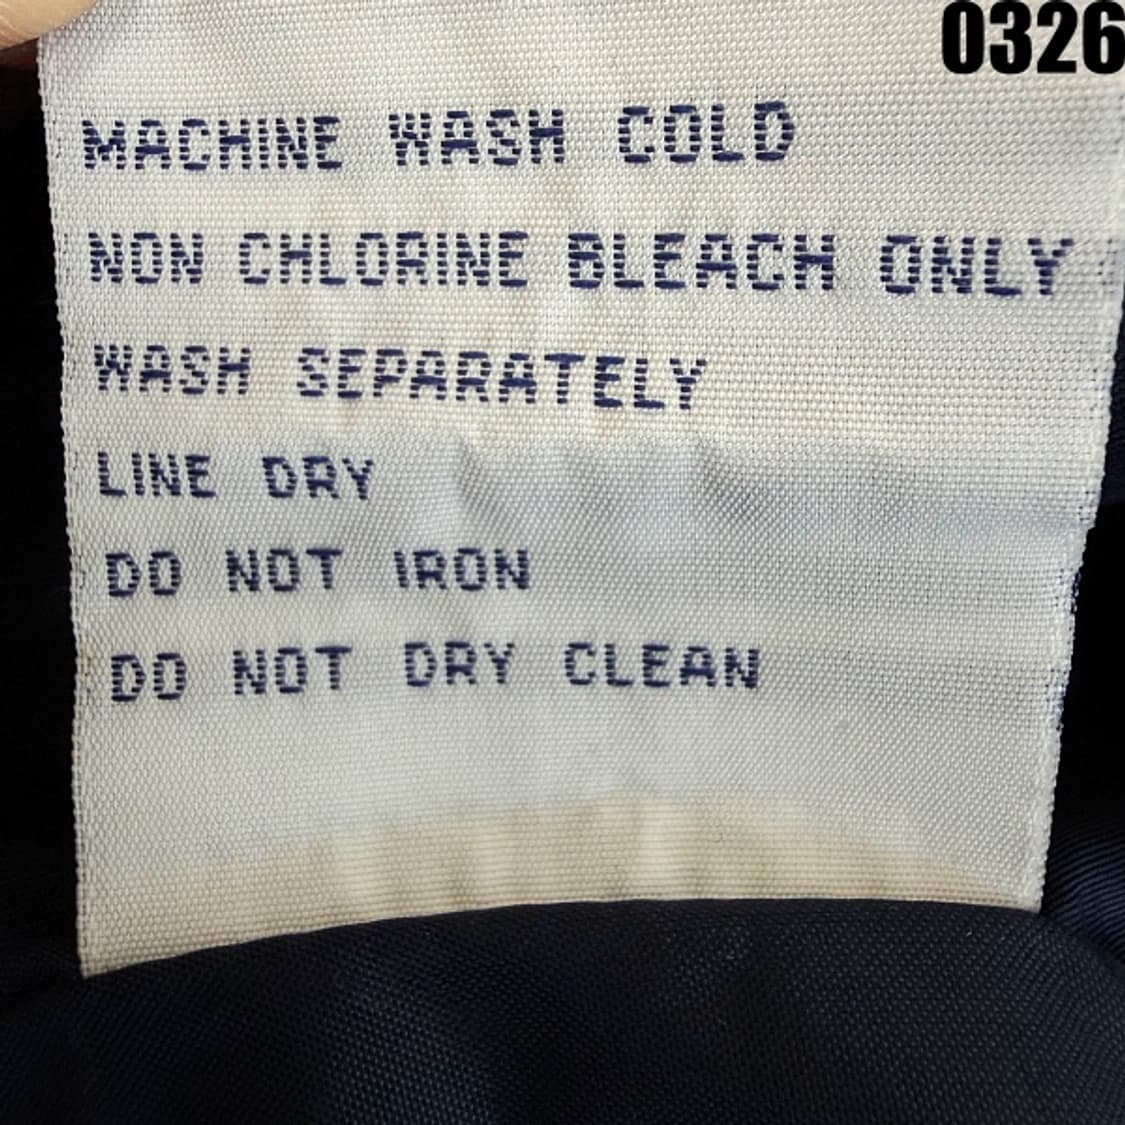 0326
MACHINE WASH COLD
NON CHLORINE BLEACH ONLY
WASH SEPARATELY
LINE DRY
DO NOT IRON
DO NOT DRY CLEAN